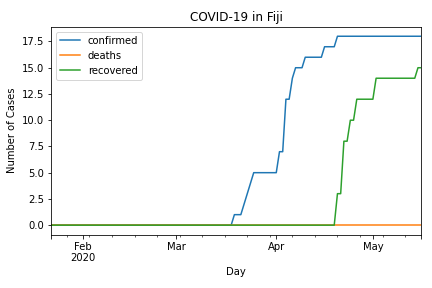 COVID-19 in Fiji
confirmed
deaths
recovered
17.5
15.0
12.5
10.0
7.5
5.0
2.5
0.0
Number of Cases
Feb
2020
Mar
Apr
May
Day